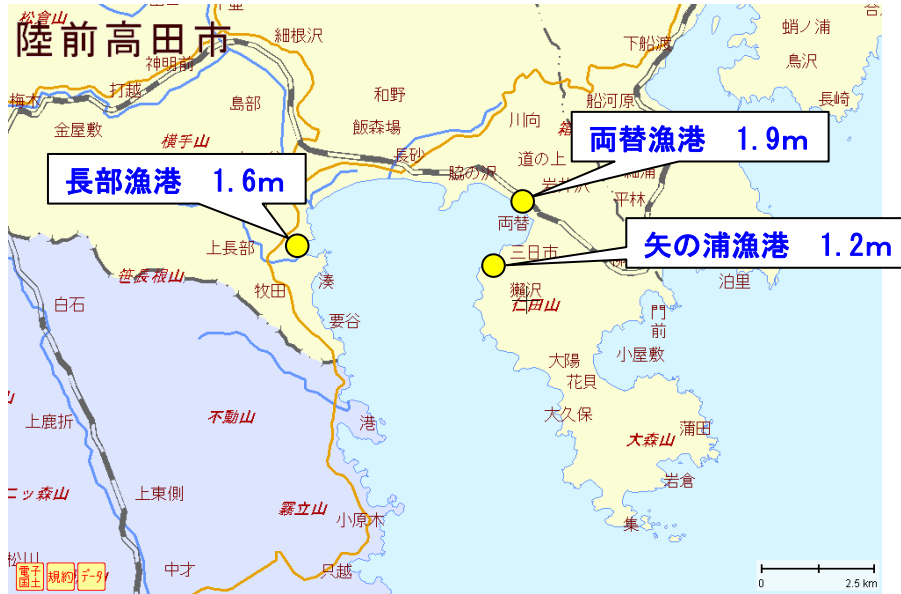 松倉山
陸前高田市
細根沢
下船渡
蛸ノ浦
鳥沢
神明前
打越
梅木
島部
和野
船河原
長崎
金屋敷
横手山
飯森場
川向
両替漁港 1.9m
長砂
道の上
脇の沢
長部漁港 1.6m
平林
両替
上長部
三日市
矢の浦漁港 1.2m
笹長根山
湊
牧田
獺沢
仁田山
泊里
白石
要谷
門前
小屋敷
大陽
花貝
上鹿折
不動山
港
大久保
蒲田
大森山
岩倉
上東側
霧立山
小原木
集
中才
只越
電子国土
規約
データ
0
2.5 km